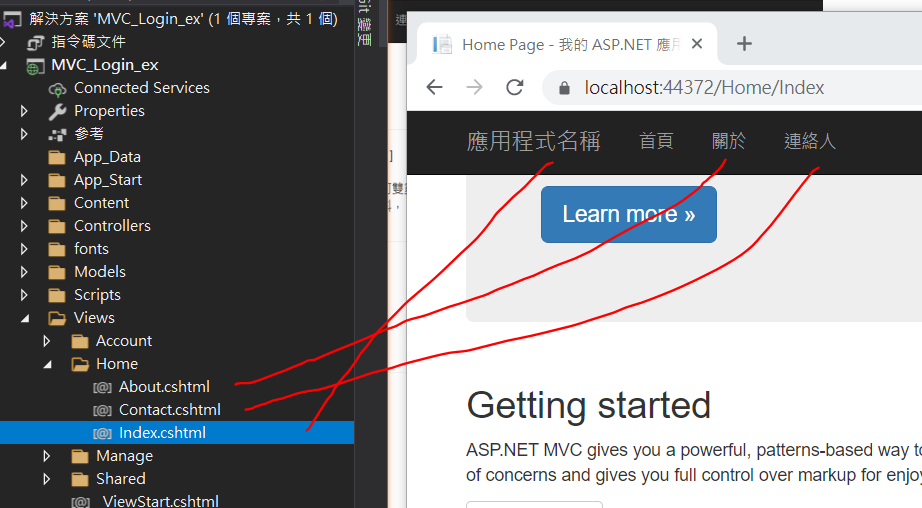 解決方案 'MVC_Login_ex' (1 個專案，共 1 個)
指令碼文件
MVC_Login_ex
Connected Services
Properties
參考
App_Data
App_Start
Content
Controllers
fonts
Models
Scripts
Views
Account
Home
About.cshtml
Contact.cshtml
Index.cshtml
Manage
Shared
_ViewStart.cshtml
Git 變更
Home Page - 我的 ASP.NET 應用
localhost:44372/Home/Index
應用程式名稱 首頁 關於 連絡人
Learn more »
Getting started
ASP.NET MVC gives you a powerful, patterns-based way to
of concerns and gives you full control over markup for enjoy